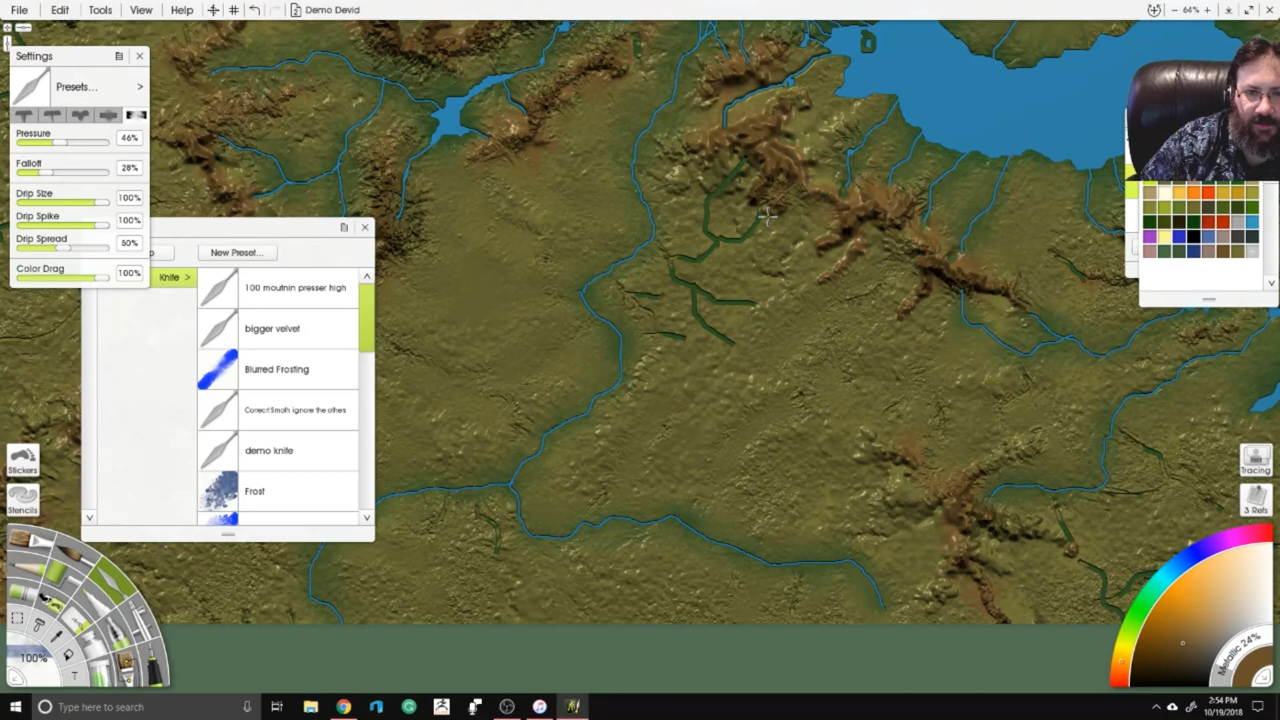 File Edit Tools View Help Demo Devid 64%
Settings
Presets...
Pressure 46%
Falloff 28%
Drip Size 100%
Drip Spike 100%
Drip Spread 50%
Color Drag 100%
New Preset...
Knife >
100 moutnin presser high
bigger velvet
Blurred Frosting
Correct Smoth ignore the othes
demo knife
Frost
Stickers
Stencils
100%
T
Tracing
3 Refs
Metallic 24%
Type here to search
2:54 PM
10/19/2018